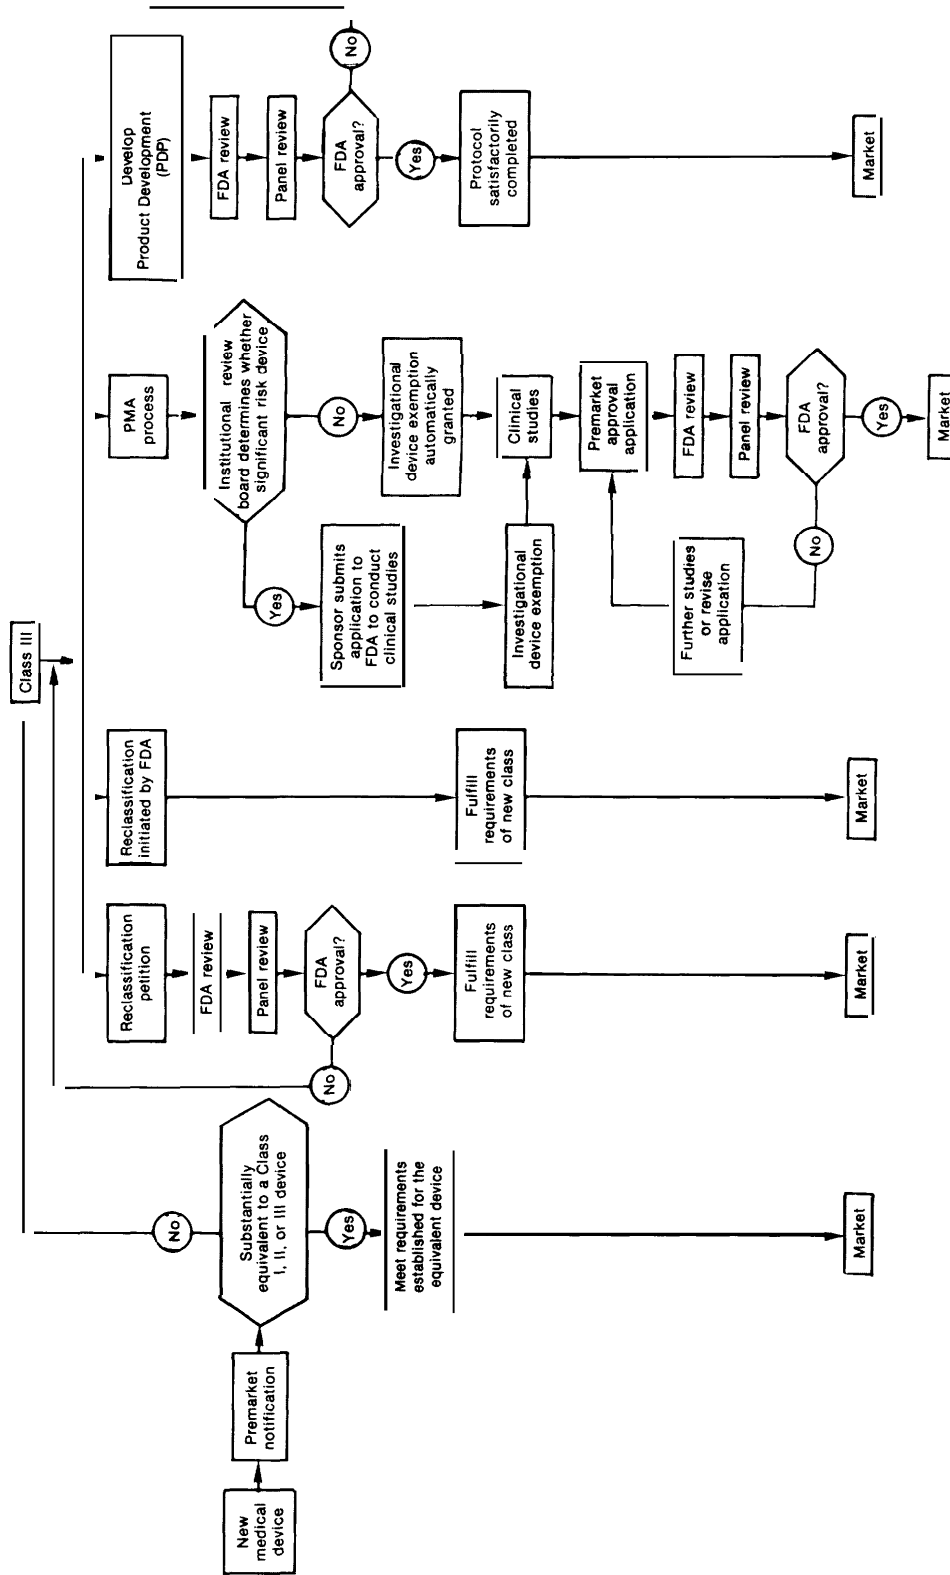 Class III
New
medical
device
Premarket
notification
Substantially
equivalent to a Class
I, II, or III device
No
Yes
Meet requirements
established for the
equivalent device
Market
Reclassification
petition
FDA review
Panel review
FDA
approval?
No
Yes
Fulfill
requirements
of new class
Market
Reclassification
initiated by FDA
Fulfill
requirements
of new class
Market
PMA
process
Institutional review
board determines whether
significant risk device
Yes
No
Sponsor submits
application to
FDA to conduct
clinical studies
Investigational
device exemption
automatically
granted
Investigational
device exemption
Clinical
studies
Premarket
approval
application
FDA review
Panel review
FDA
approval?
No
Further studies
or revise
application
Yes
Market
Develop
Product Development
(PDP)
FDA review
Panel review
FDA
approval?
No
Yes
Protocol
satisfactorily
completed
Market